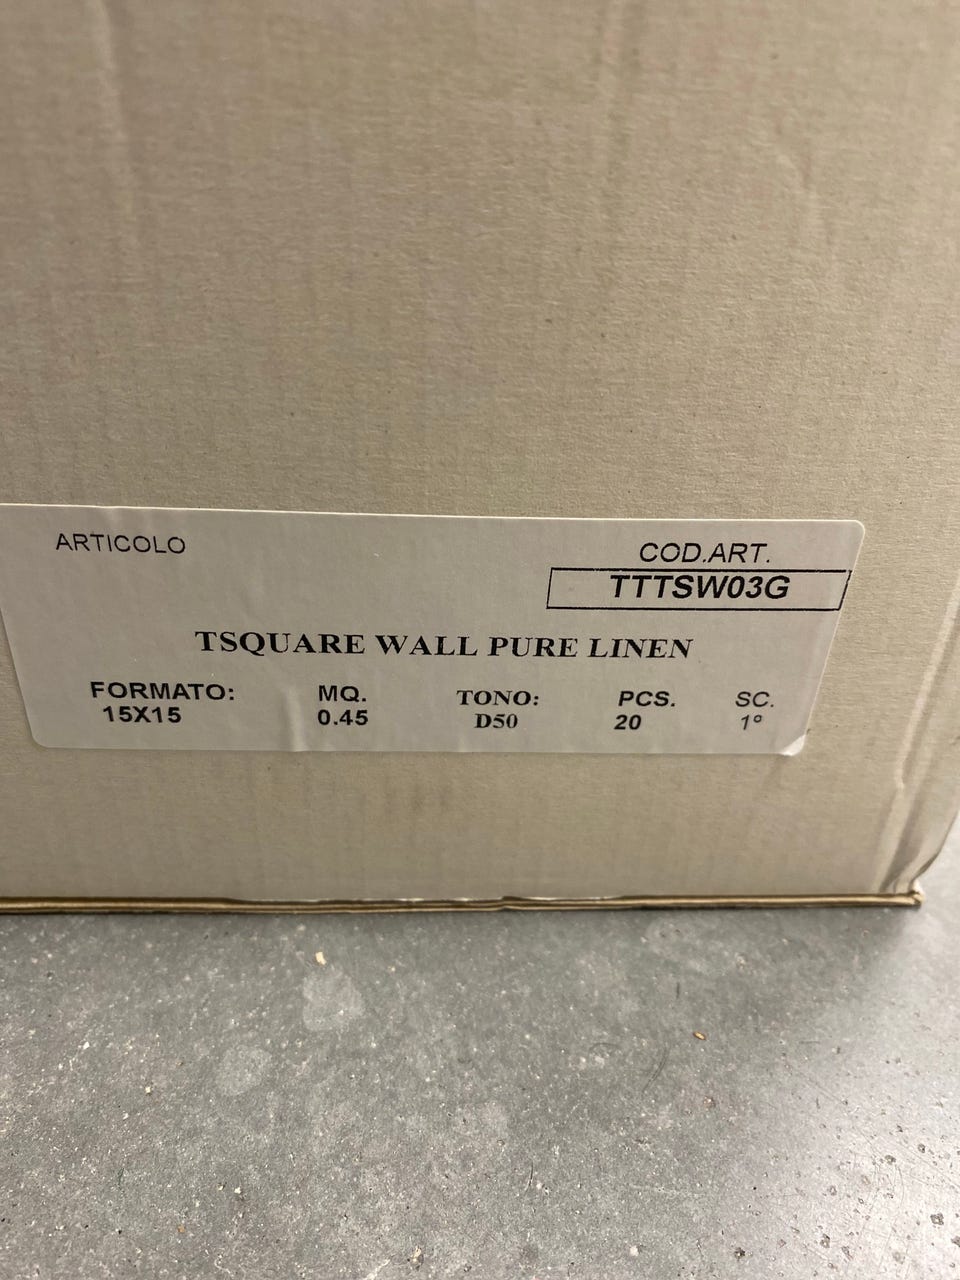 ARTICOLO
COD.ART.
TTTSW03G
TSQUARE WALL PURE LINEN
FORMATO: MQ. TONO: PCS. SC.
15X15 0.45 D50 20 1°